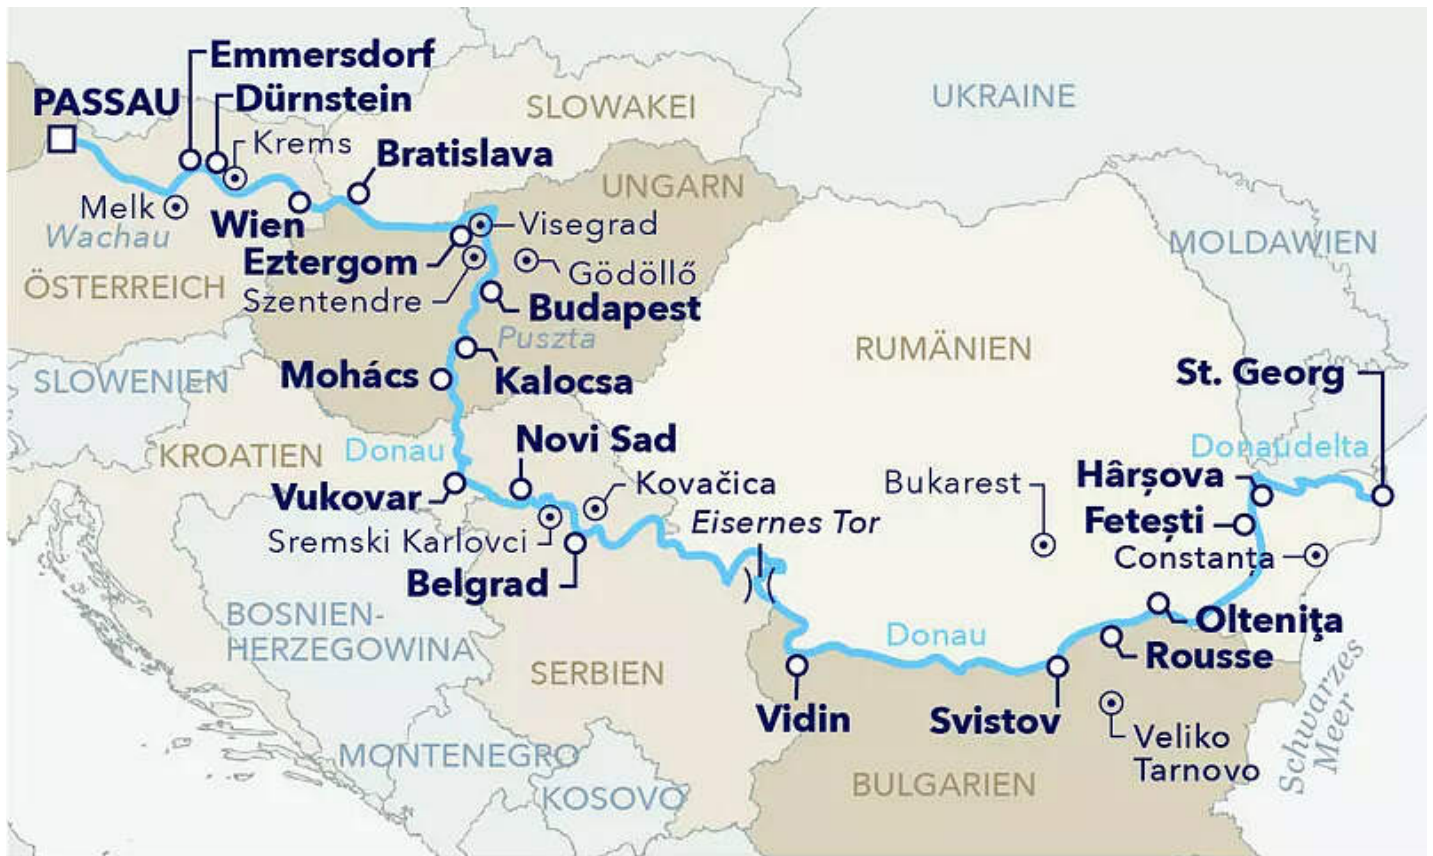 Emmersdorf
PASSAU
Dürnstein
Krems
Bratislava
SLOWAKEI
UKRAINE
UNGARN
Melk
Wachau
Wien
Visegrad
Eztergom
Gödöllő
Szentendre
ÖSTERREICH
Budapest
Puszta
MOLDAWIEN
RUMÄNIEN
SLOWENIEN
Mohács
Kalocsa
St. Georg
KROATIEN
Donau
Novi Sad
Donaudelta
Vukovar
Kovačica
Bukarest
Hârșova
Sremski Karlovci
Eisernes Tor
Fetești
Constanța
Belgrad
BOSNIEN-
HERZEGOWINA
SERBIEN
Donau
Oltenița
Rousse
Vidin
Svistov
Veliko
Tarnovo
Schwarzes
Meer
MONTENEGRO
KOSOVO
BULGARIEN